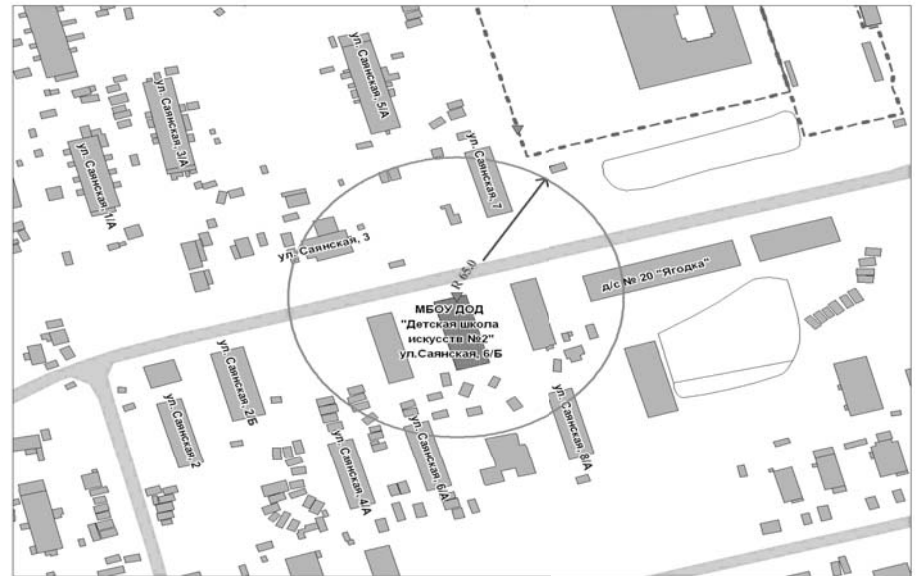 ул. Саянская, 5/А
ул. Саянская, 3/А
ул. Саянская, 1/А
ул. Саянская, 7
ул. Саянская, 3
R 65,0
д/с № 20 "Ягодка"
МБОУ ДОД
"Детская школа
искусств №2"
ул.Саянская, 6/Б
ул. Саянская, 2/Б
ул. Саянская, 2
ул. Саянская, 4/А
ул. Саянская, 6/А
ул. Саянская, 8/А